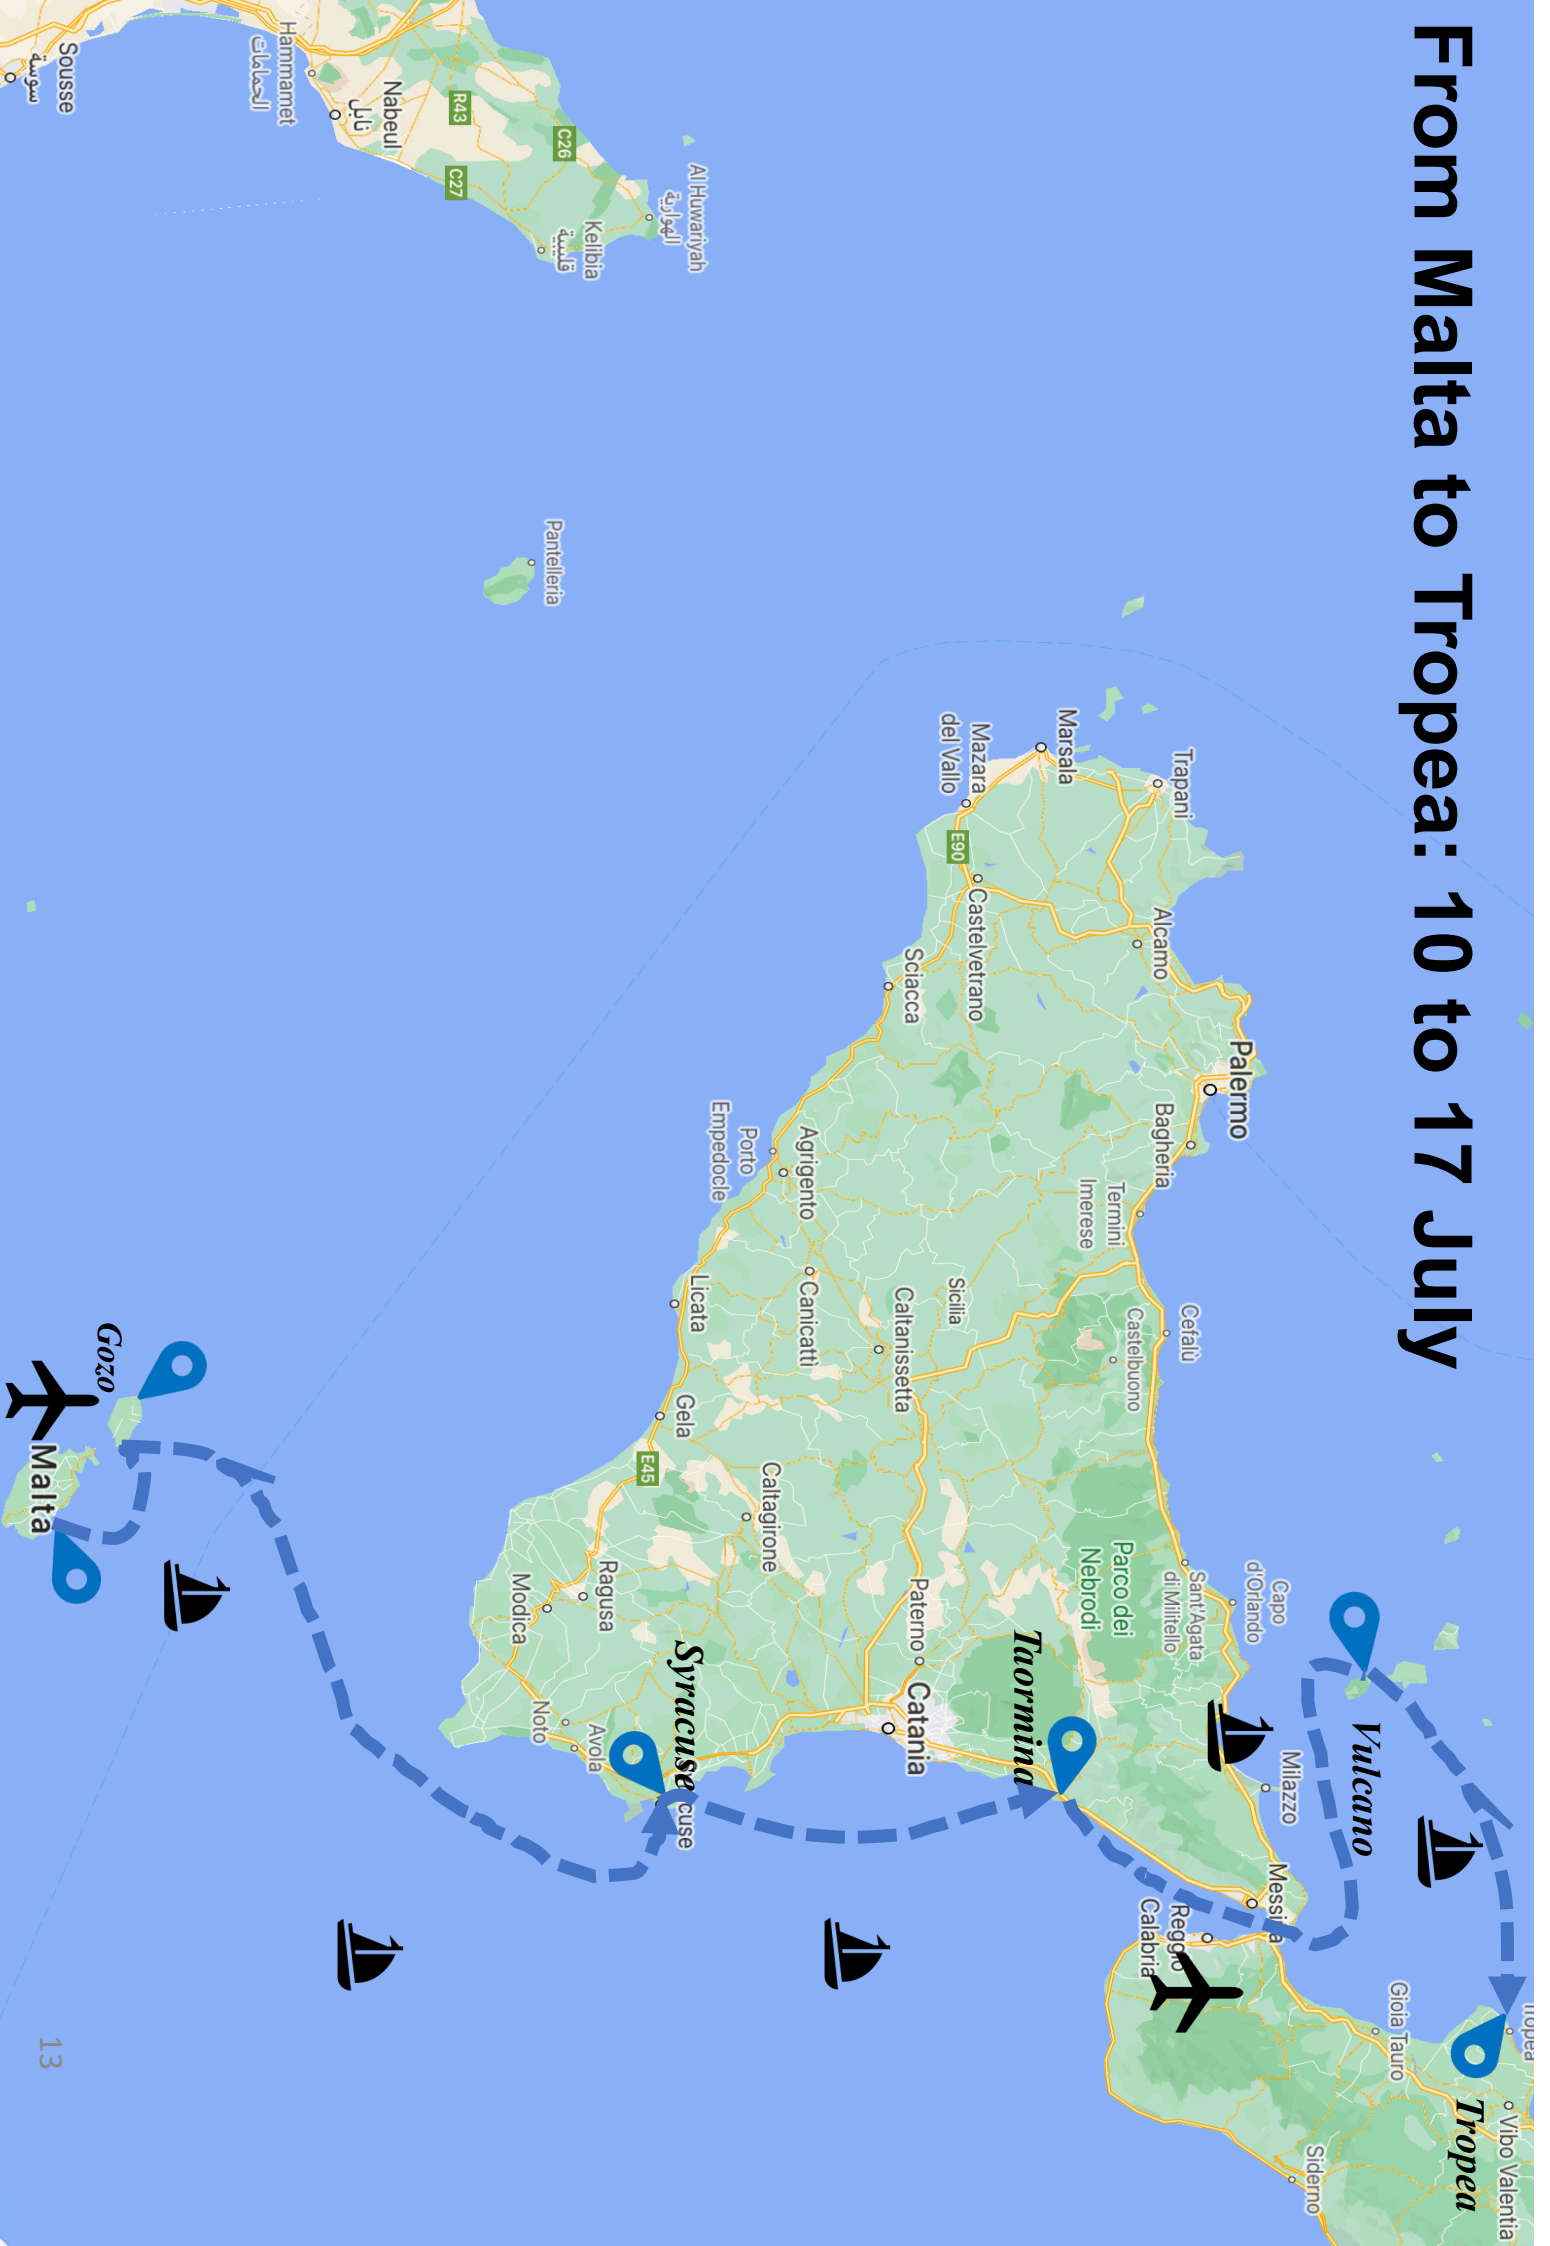 From Malta to Tropea: 10 to 17 July
Tropea
Vibo Valentia
Tropea
Gioia Tauro
Siderno
Vulcano
Capo
d'Orlando
Milazzo
Messina
Reggio
Calabria
Palermo
Trapani
Cefalù
Alcamo
Bagheria
Termini
Imerese
Castelbuono
Sant'Agata
di Militello
Parco dei
Nebrodi
Marsala
Mazara
del Vallo
E90
Castelvetrano
Sciacca
Sicilia
Caltanissetta
Taormina
Paterno
Catania
Agrigento
Porto
Empedocle
Canicattì
Caltagirone
Licata
Gela
E45
Ragusa
Modica
Syracuse
cuse
Noto
Avola
Al Huwariyah
الهوارية
Kelibia
قليبية
C26
R43
C27
Nabeul
نابل
Hammamet
الحمامات
Sousse
سوسة
Pantelleria
Gozo
Malta
13